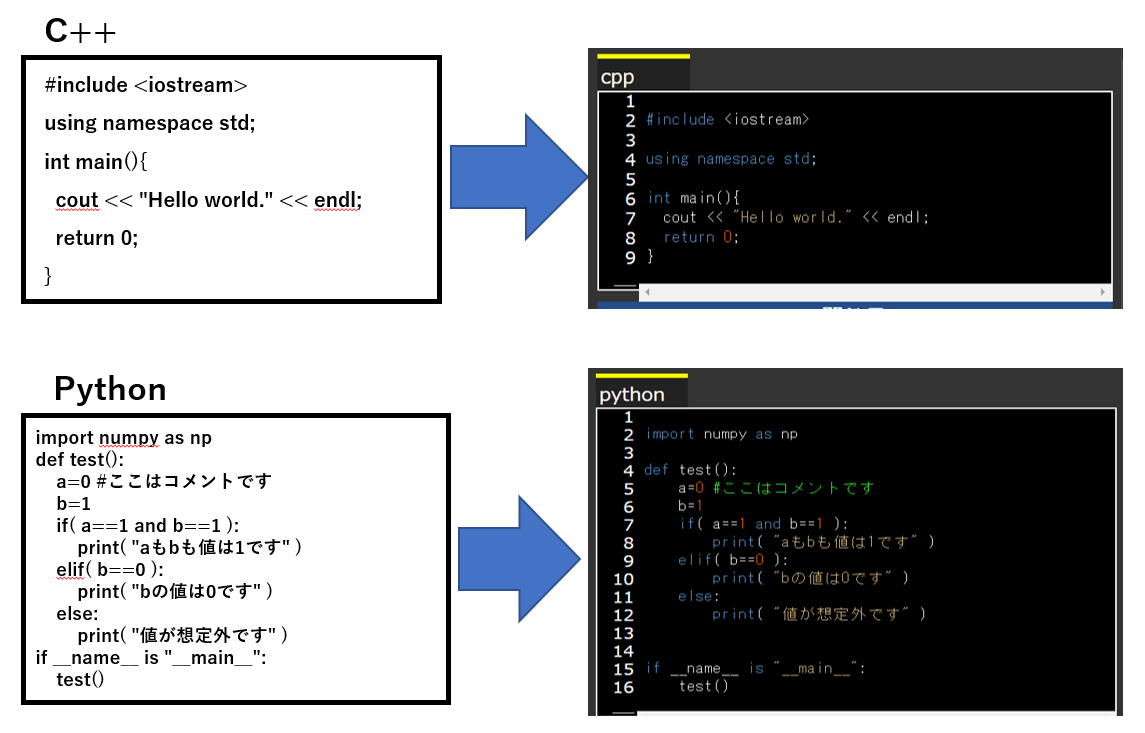 C++
#include <iostream>
using namespace std;
int main(){
cout << "Hello world." << endl;
return 0;
}
cpp
1
2 #include <iostream>
3
4 using namespace std;
5
6 int main(){
7 cout << "Hello world." << endl;
8 return 0;
9 }
Python
import numpy as np
def test():
a=0 #ここはコメントです
b=1
if( a==1 and b==1 ):
print( "aもbも値は1です" )
elif( b==0 ):
print( "bの値は0です" )
else:
print( "値が想定外です" )
if __name__ is "__main__":
test()
python
1
2 import numpy as np
3
4 def test():
5 a=0 #ここはコメントです
6 b=1
7 if( a==1 and b==1 ):
8 print( "aもbも値は1です" )
9 elif( b==0 ):
10 print( "bの値は0です" )
11 else:
12 print( "値が想定外です" )
13
14
15 if __name__ is "__main__":
16 test()